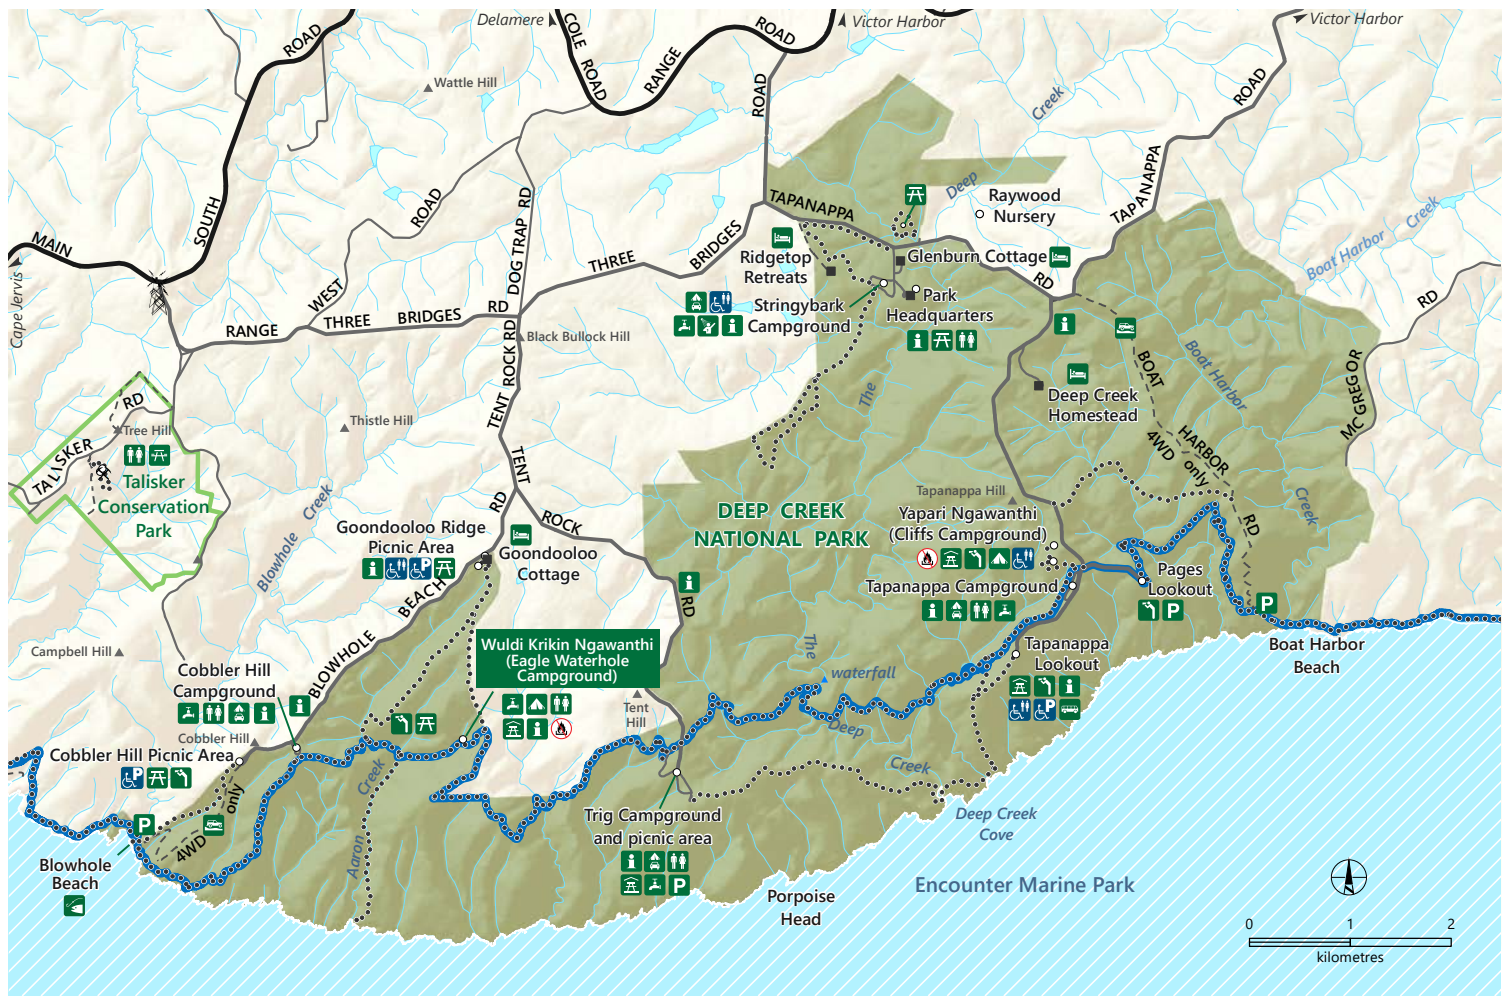 Delamere
Victor Harbor
Victor Harbor
ROAD
COLE ROAD
RANGE
ROAD
ROAD
ROAD
Wattle Hill
Creek
TAPANAPPA
SOUTH
ROAD
DOG TRAP RD
TAPANAPPA
Deep
Raywood
Nursery
Boat Harbor Creek
MAIN
Cape Jervis
WEST
THREE
BRIDGES
Ridgetop
Retreats
Glenburn Cottage
RD
Stringybark
Campground
Park
Headquarters
RD
RANGE
THREE
BRIDGES
RD
Black Bullock Hill
TENT ROCK RD
The
Boat Harbour
BOAT
HARBOR
RD
4WD
only
MCGREGOR
Deep Creek
Homestead
RD
Tree Hill
TALISKER
Thistle Hill
Talisker
Conservation
Park
Blowhole
Creek
TENT
ROCK
RD
RD
Tapanappa Hill
Creek
DEEP CREEK
NATIONAL PARK
Yapari Ngawanthi
(Cliffs Campground)
Goondooloo Ridge
Picnic Area
Goondooloo
Cottage
P
Tapanappa Campground
Pages
Lookout
P
P
BLOWHOLE
BEACH
Wuldi Krikin Ngawanthi
(Eagle Waterhole
Campground)
Campbell Hill
Cobbler Hill
Campground
The
waterfall
Deep
Creek
Tapanappa
Lookout
P
Boat Harbor
Beach
Tent
Hill
Cobbler Hill
Cobbler Hill Picnic Area
P
4WD
only
P
Aaron
Creek
Trig Campground
and picnic area
P
Deep Creek
Cove
Blowhole
Beach
Porpoise
Head
Encounter Marine Park
0 1 2
kilometres